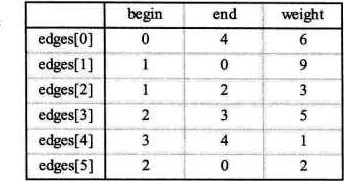 begin end weight
edges[0] 0 4 6
edges[1] 1 0 9
edges[2] 1 2 3
edges[3] 2 3 5
edges[4] 3 4 1
edges[5] 2 0 2